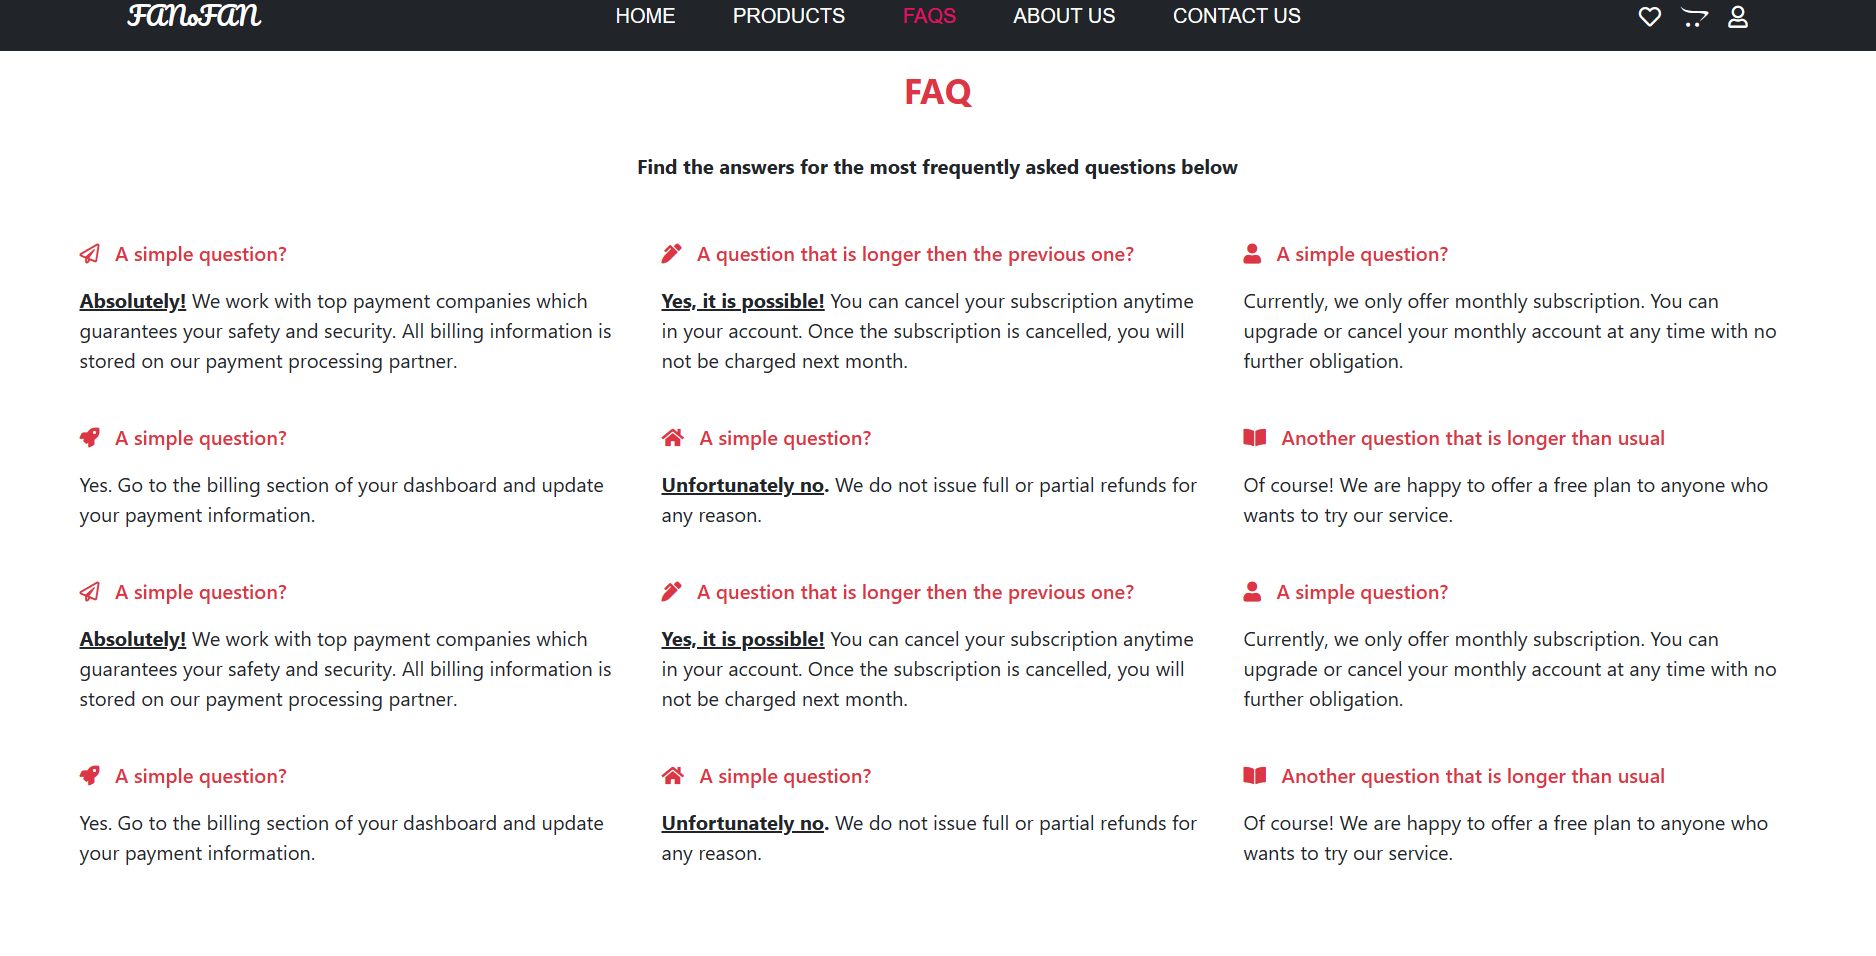 FANoFAN
HOME PRODUCTS FAQS ABOUT US CONTACT US
FAQ
Find the answers for the most frequently asked questions below
A simple question?
Absolutely! We work with top payment companies which
guarantees your safety and security. All billing information is
stored on our payment processing partner.
A question that is longer then the previous one?
Yes, it is possible! You can cancel your subscription anytime
in your account. Once the subscription is cancelled, you will
not be charged next month.
A simple question?
Currently, we only offer monthly subscription. You can
upgrade or cancel your monthly account at any time with no
further obligation.
A simple question?
Yes. Go to the billing section of your dashboard and update
your payment information.
A simple question?
Unfortunately no. We do not issue full or partial refunds for
any reason.
Another question that is longer than usual
Of course! We are happy to offer a free plan to anyone who
wants to try our service.
A simple question?
Absolutely! We work with top payment companies which
guarantees your safety and security. All billing information is
stored on our payment processing partner.
A question that is longer then the previous one?
Yes, it is possible! You can cancel your subscription anytime
in your account. Once the subscription is cancelled, you will
not be charged next month.
A simple question?
Currently, we only offer monthly subscription. You can
upgrade or cancel your monthly account at any time with no
further obligation.
A simple question?
Yes. Go to the billing section of your dashboard and update
your payment information.
A simple question?
Unfortunately no. We do not issue full or partial refunds for
any reason.
Another question that is longer than usual
Of course! We are happy to offer a free plan to anyone who
wants to try our service.